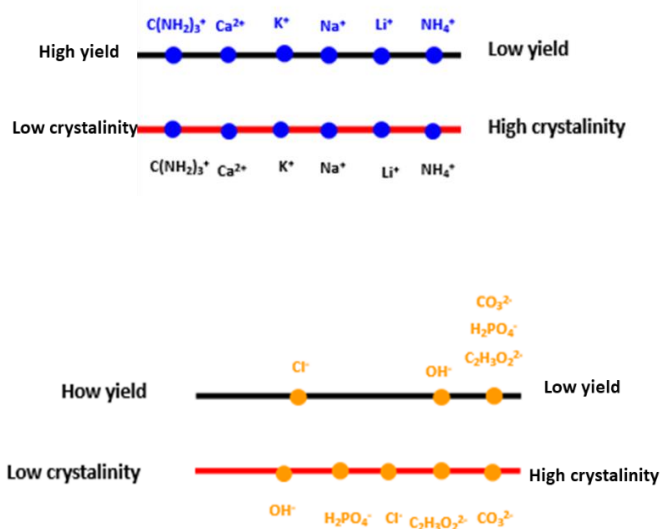 C(NH₂)₃⁺ Ca²⁺ K⁺ Na⁺ Li⁺ NH₄⁺
High yield Low yield
Low crystalinity High crystalinity
C(NH₂)₃⁺ Ca²⁺ K⁺ Na⁺ Li⁺ NH₄⁺
CO₃²⁻
H₂PO₄⁻
Cl⁻ OH⁻ C₂H₃O₂²⁻
How yield Low yield
Low crystalinity High crystalinity
OH⁻ H₂PO₄⁻ Cl⁻ C₂H₃O₂²⁻ CO₃²⁻